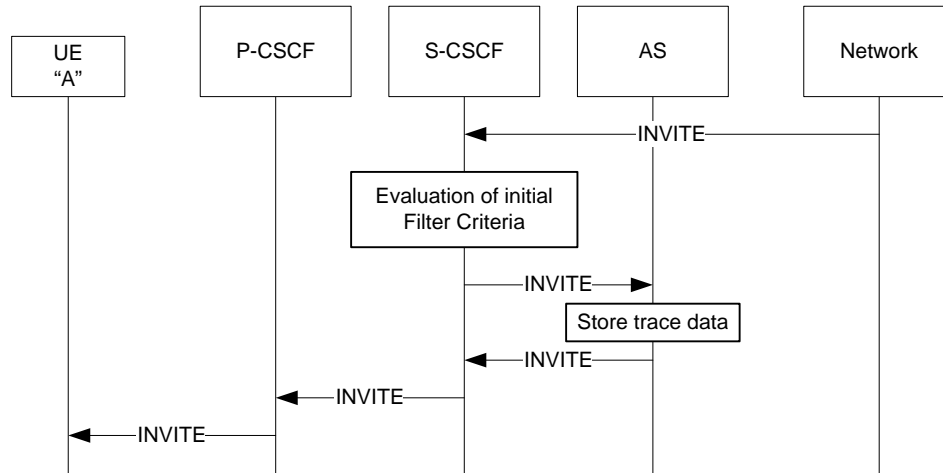 UE
“A”
P-CSCF
S-CSCF
AS
Network
INVITE
Evaluation of initial
Filter Criteria
INVITE
Store trace data
INVITE
INVITE
INVITE